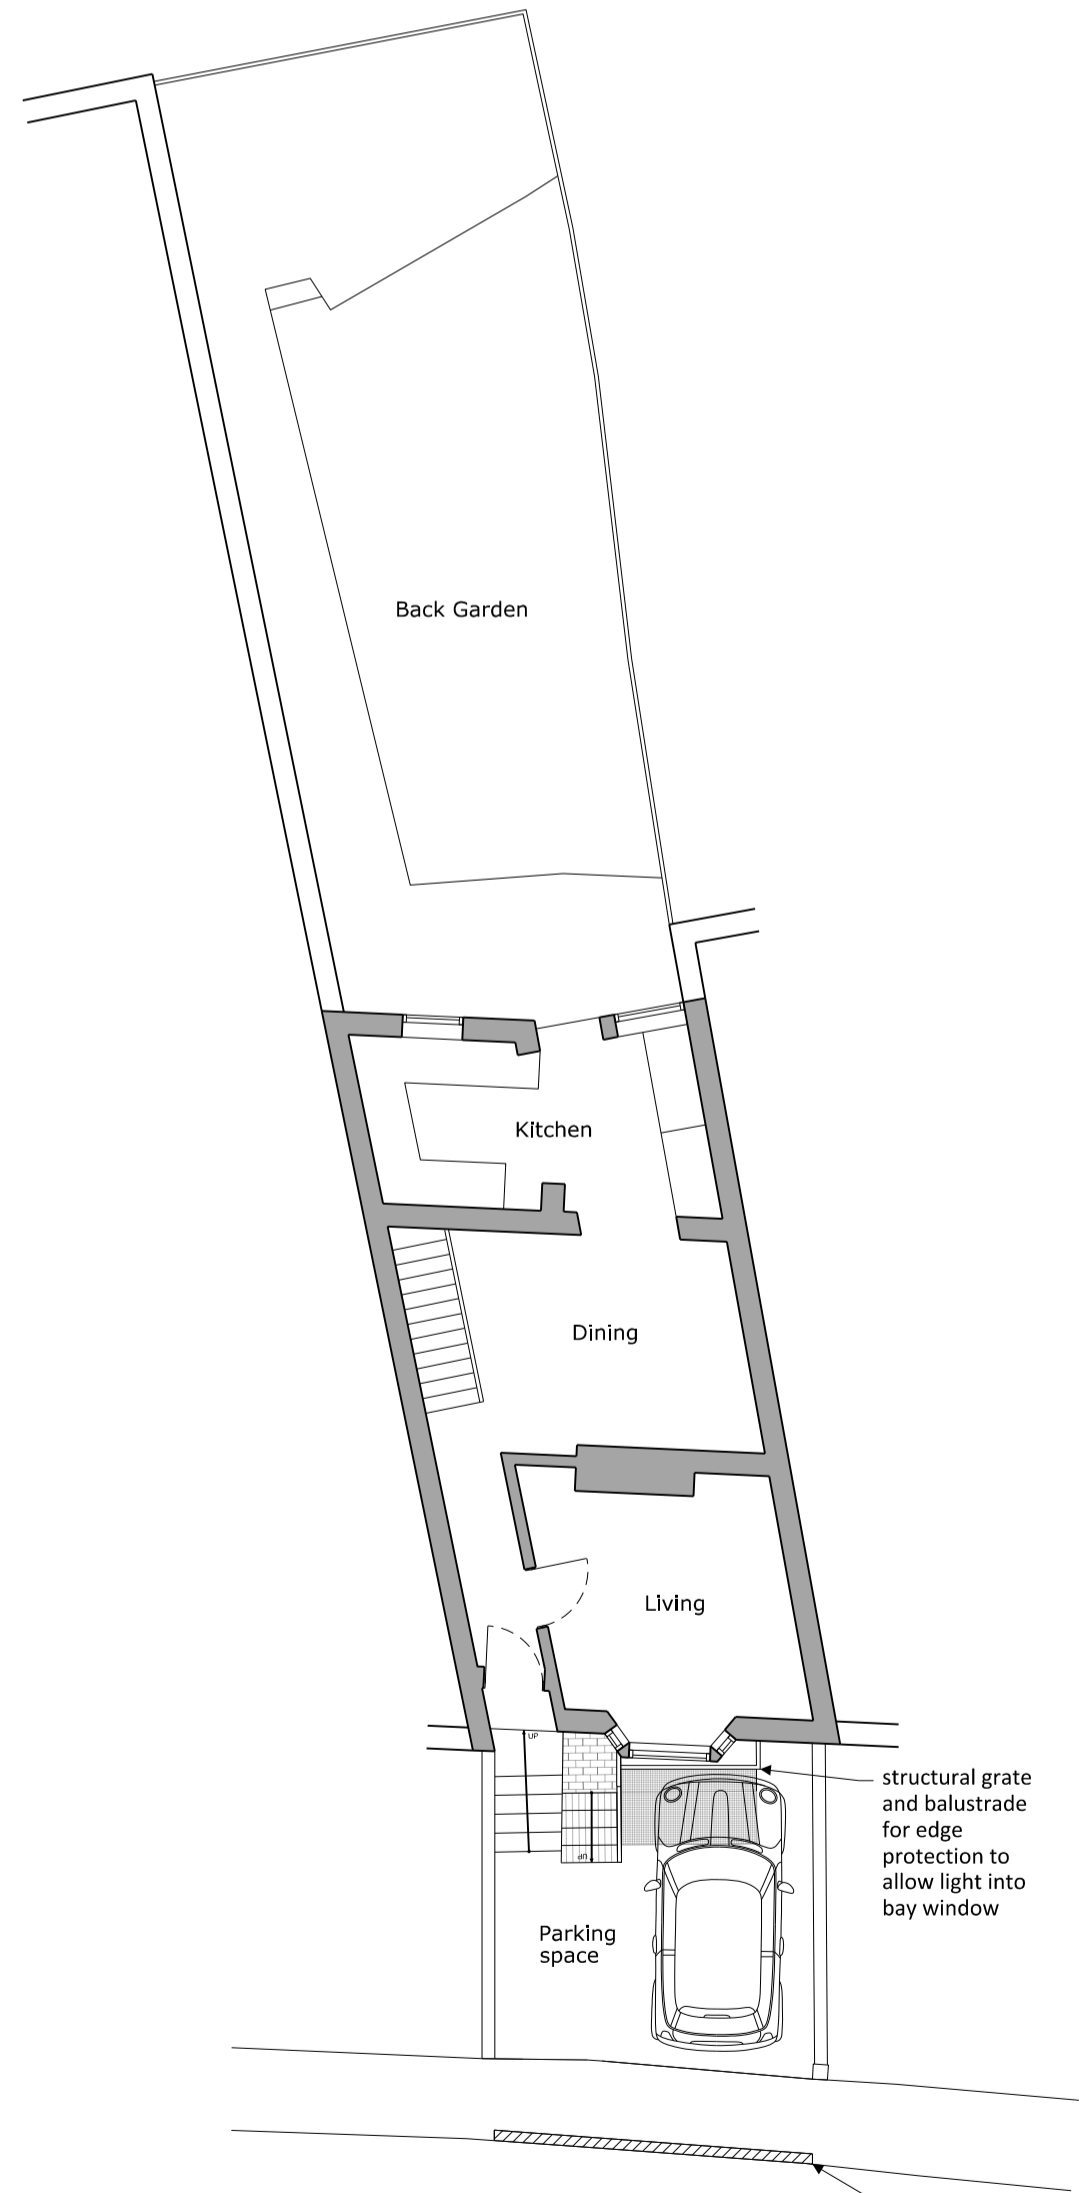 Back Garden
Kitchen
Dining
Living
UP
structural grate
and balustrade
for edge
protection to
allow light into
bay window
UP
Parking
space